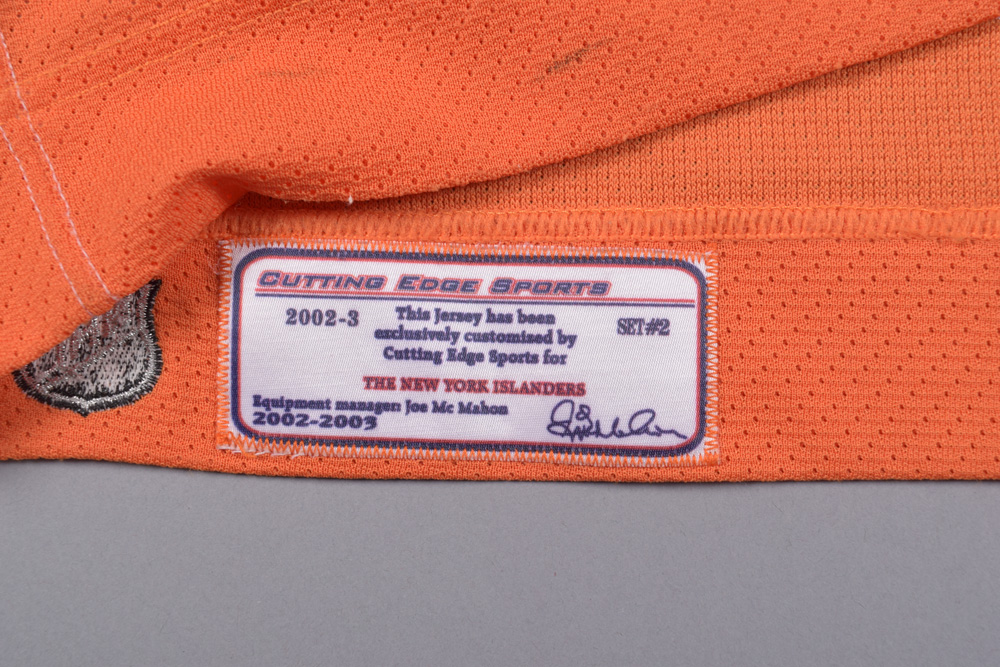 CUTTING EDGE SPORTS
2002-3
This Jersey has been
exclusively customized by
Cutting Edge Sports for
SET#2
THE NEW YORK ISLANDERS
Equipment manager: Joe Mc Mahon
2002-2003